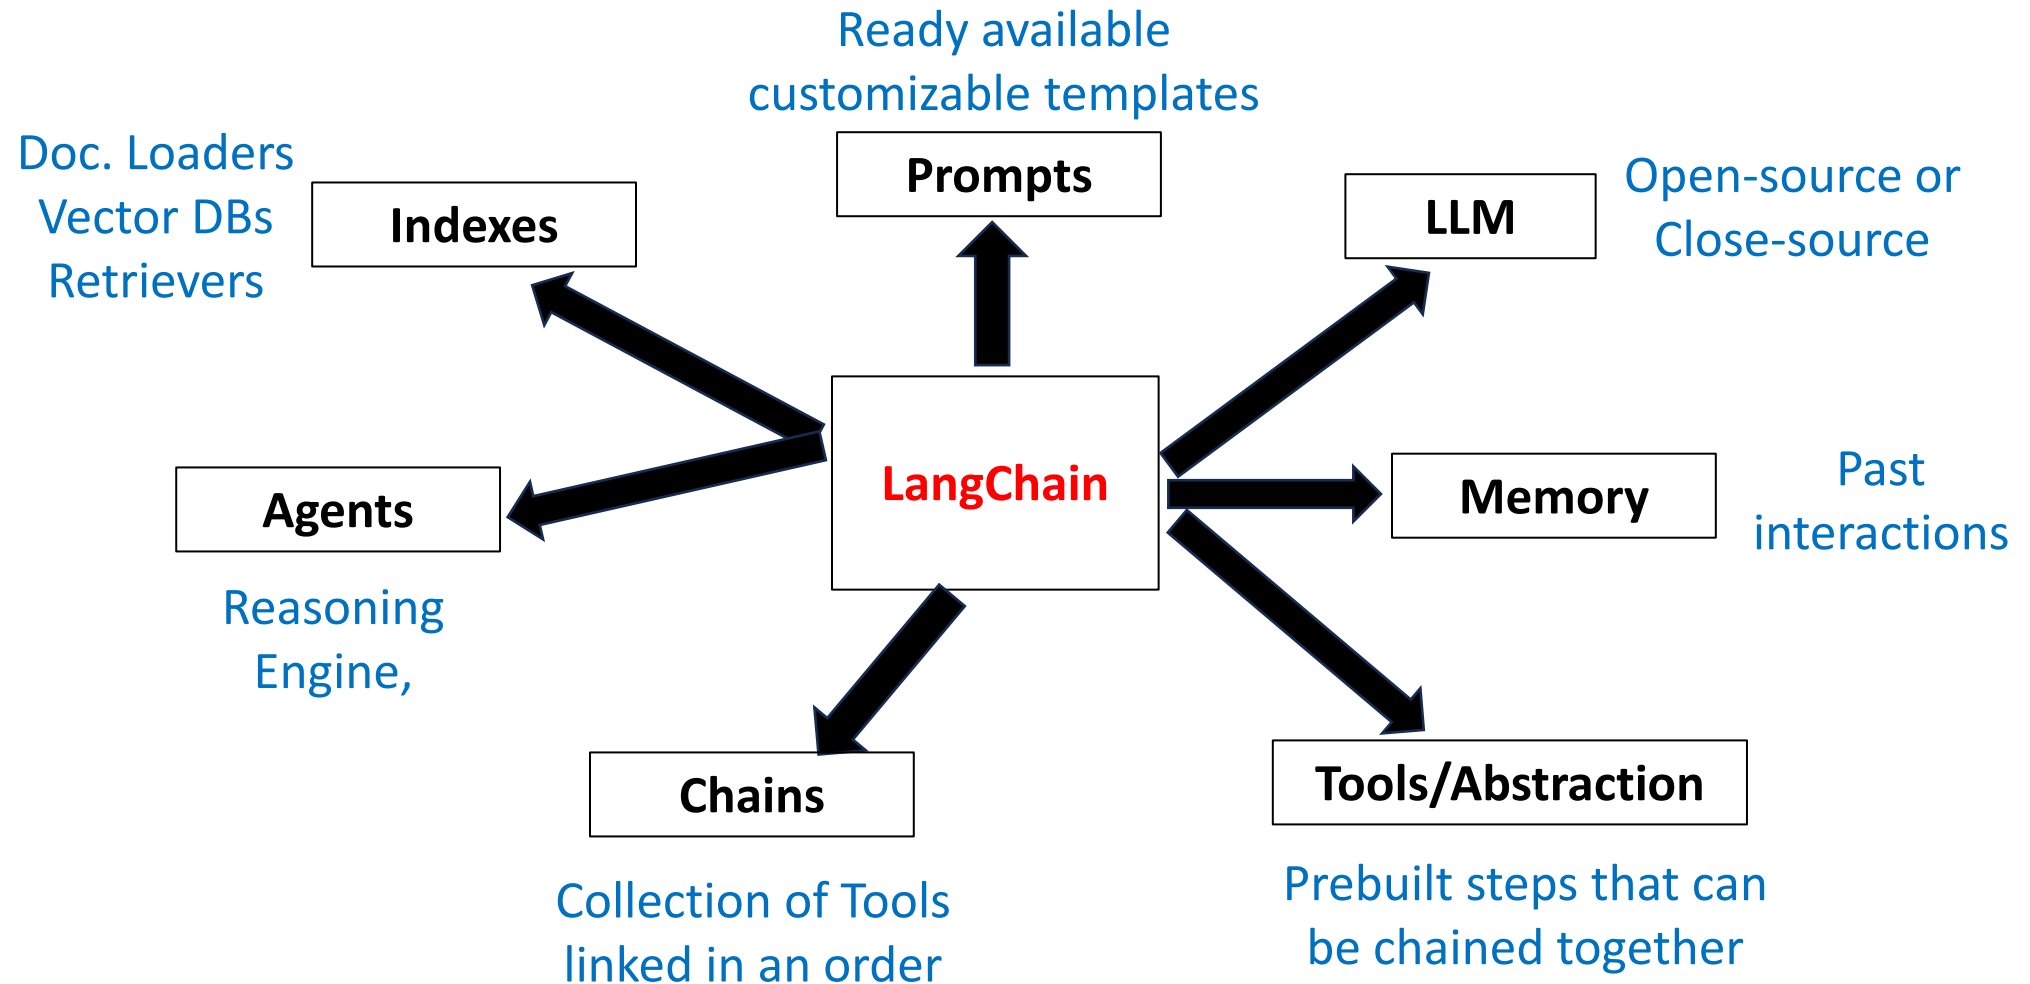 Ready available
customizable templates
Prompts
Doc. Loaders
Vector DBs
Retrievers
Indexes
LLM
Open-source or
Close-source
LangChain
Agents
Reasoning
Engine,
Memory
Past
interactions
Chains
Collection of Tools
linked in an order
Tools/Abstraction
Prebuilt steps that can
be chained together